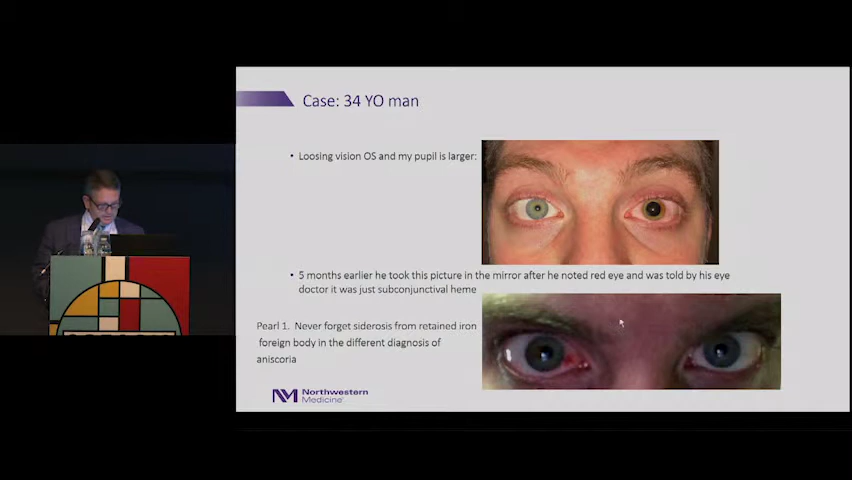 Case: 34 YO man
• Loosing vision OS and my pupil is larger:
• 5 months earlier he took this picture in the mirror after he noted red eye and was told by his eye
doctor it was just subconjunctival heme
Pearl 1.  Never forget siderosis from retained iron
foreign body in the different diagnosis of
aniscoria
Northwestern
Medicine